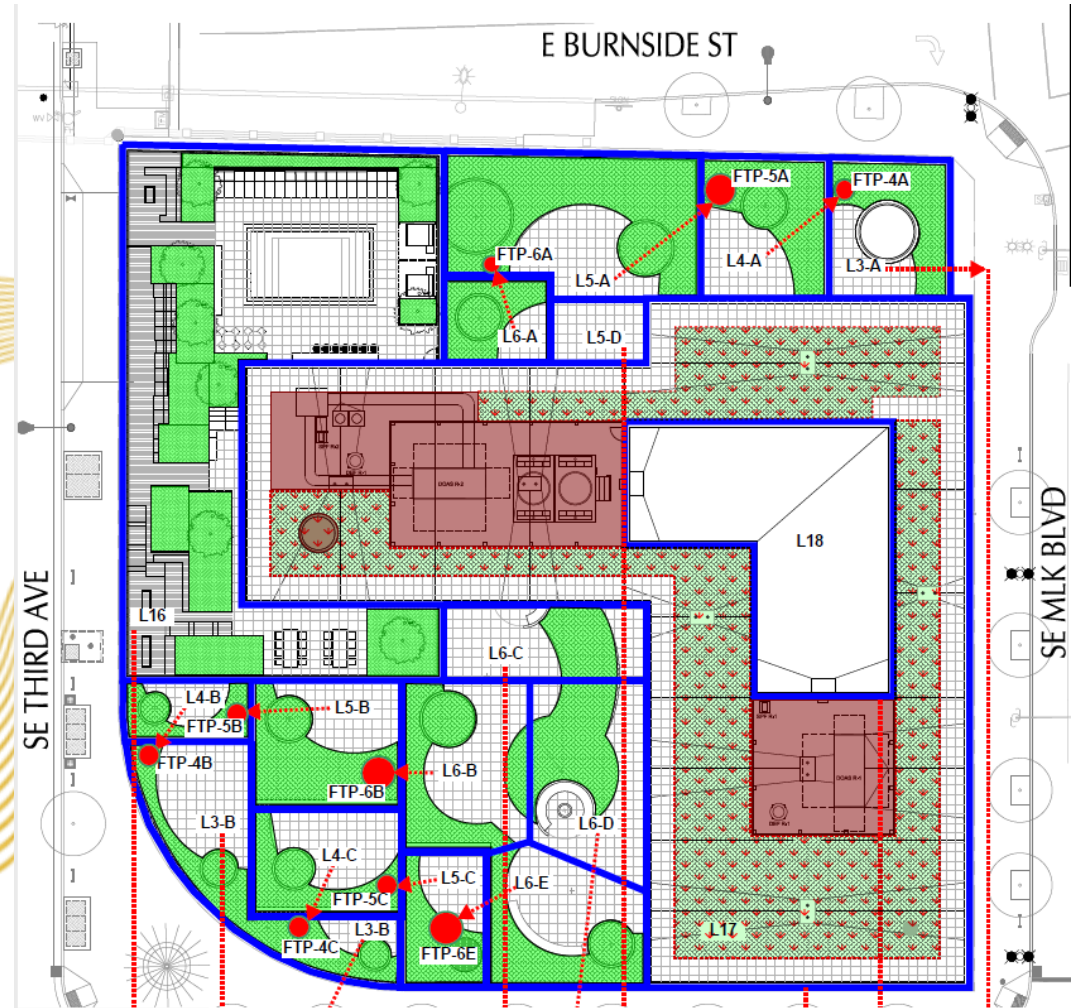 E BURNSIDE ST
FTP-5A
FTP-4A
L4-A
L3-A
FTP-6A
L5-A
L6-A
L5-D
L18
SE THIRD AVE
SE MLK BLVD
L16
L6-C
L4-B
L5-B
FTP-5B
FTP-4B
L6-B
FTP-6B
L3-B
L6-D
L4-C
L5-C
L6-E
FTP-5C
L3-B
FTP-4C
FTP-6E
L17